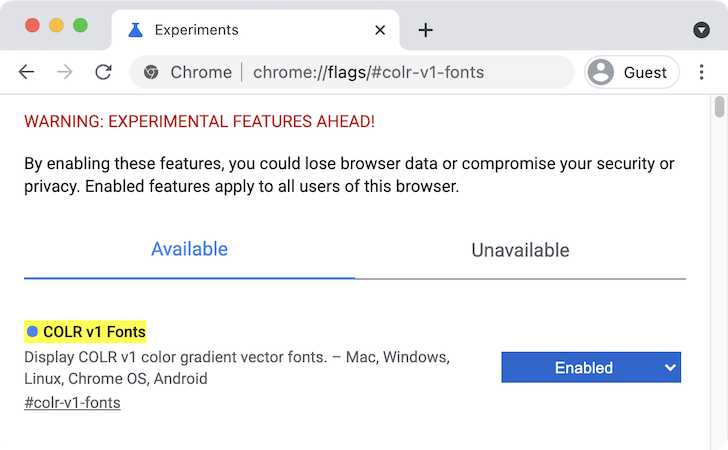 Experiments
Chrome chrome://flags/#colr-v1-fonts Guest
WARNING: EXPERIMENTAL FEATURES AHEAD!
By enabling these features, you could lose browser data or compromise your security or
privacy. Enabled features apply to all users of this browser.
Available Unavailable
COLR v1 Fonts
Display COLR v1 color gradient vector fonts. – Mac, Windows,
Linux, Chrome OS, Android
#colr-v1-fonts
Enabled